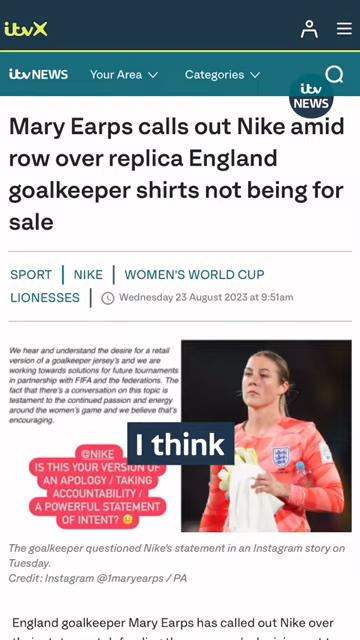 itvX
itv NEWS
Your Area
Categories
itv
NEWS
Mary Earps calls out Nike amid
row over replica England
goalkeeper shirts not being for
sale
SPORT
NIKE
WOMEN'S WORLD CUP
LIONESSES
Wednesday 23 August 2023 at 9:51am
We hear and understand the desire for a retail
version of a goalkeeper jersey's and we are
working towards solutions for future tournaments
in partnership with FIFA and the federations. The
fact that there's a conversation on this topic is
testament to the continued passion and energy
around the women's game and we believe that's
encouraging.
@NIKE
IS THIS YOUR VERSION OF
AN APOLOGY / TAKING
ACCOUNTABILITY /
A POWERFUL STATEMENT
OF INTENT?
I think
The goalkeeper questioned Nike's statement in an Instagram story on
Tuesday.
Credit: Instagram @1maryearps / PA
England goalkeeper Mary Earps has called out Nike over